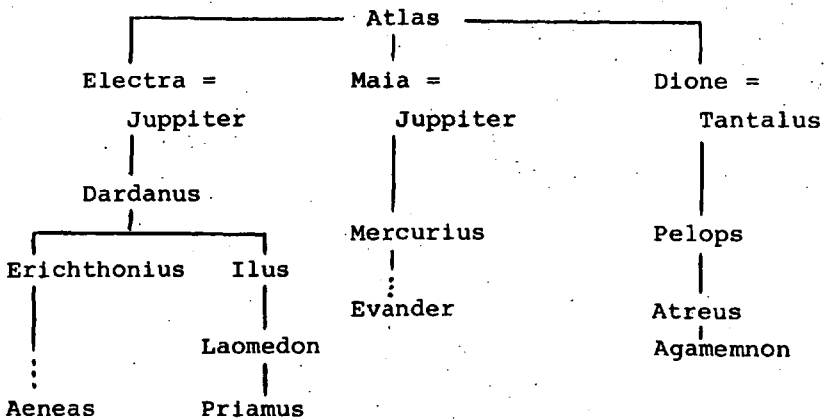 Atlas
Electra = Maia = Dione =
Juppiter Juppiter Tantalus
Dardanus
Mercurius Pelops
Erichthonius Ilus
Evander Atreus
Laomedon Agamemnon
Aeneas Priamus